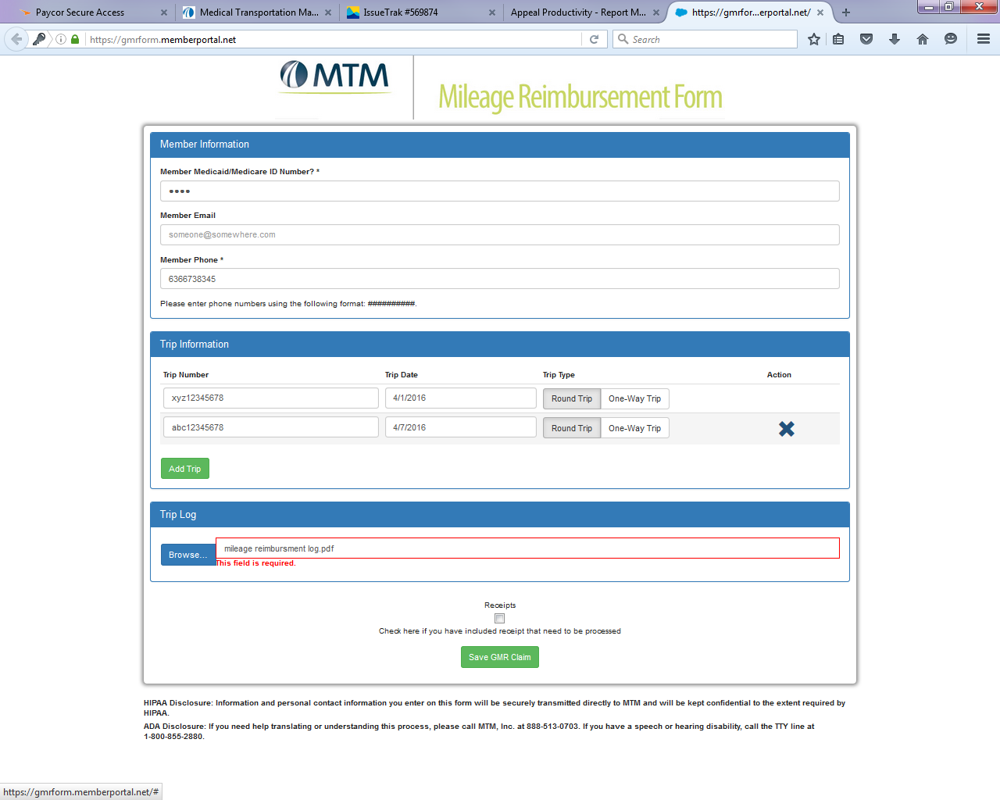 Paycor Secure Access
Medical Transportation Ma...
IssueTrak #569874
Appeal Productivity - Report M...
https://gmrfor...erportal.net/
https://gmrform.memberportal.net
Search
MTM
Mileage Reimbursement Form
Member Information
Member Medicaid/Medicare ID Number? *
Member Email
someone@somewhere.com
Member Phone *
6366738345
Please enter phone numbers using the following format: ##########.
Trip Information
Trip Number Trip Date Trip Type Action
xyz12345678 4/1/2016 Round Trip One-Way Trip
abc12345678 4/7/2016 Round Trip One-Way Trip
Add Trip
Trip Log
Browse... mileage reimbursment log.pdf
This field is required.
Receipts
Check here if you have included receipt that need to be processed
Save GMR Claim
HIPAA Disclosure: Information and personal contact information you enter on this form will be securely transmitted directly to MTM and will be kept confidential to the extent required by
HIPAA.
ADA Disclosure: If you need help translating or understanding this process, please call MTM, Inc. at 888-513-0703. If you have a speech or hearing disability, call the TTY line at
1-800-855-2880.
https://gmrform.memberportal.net/#